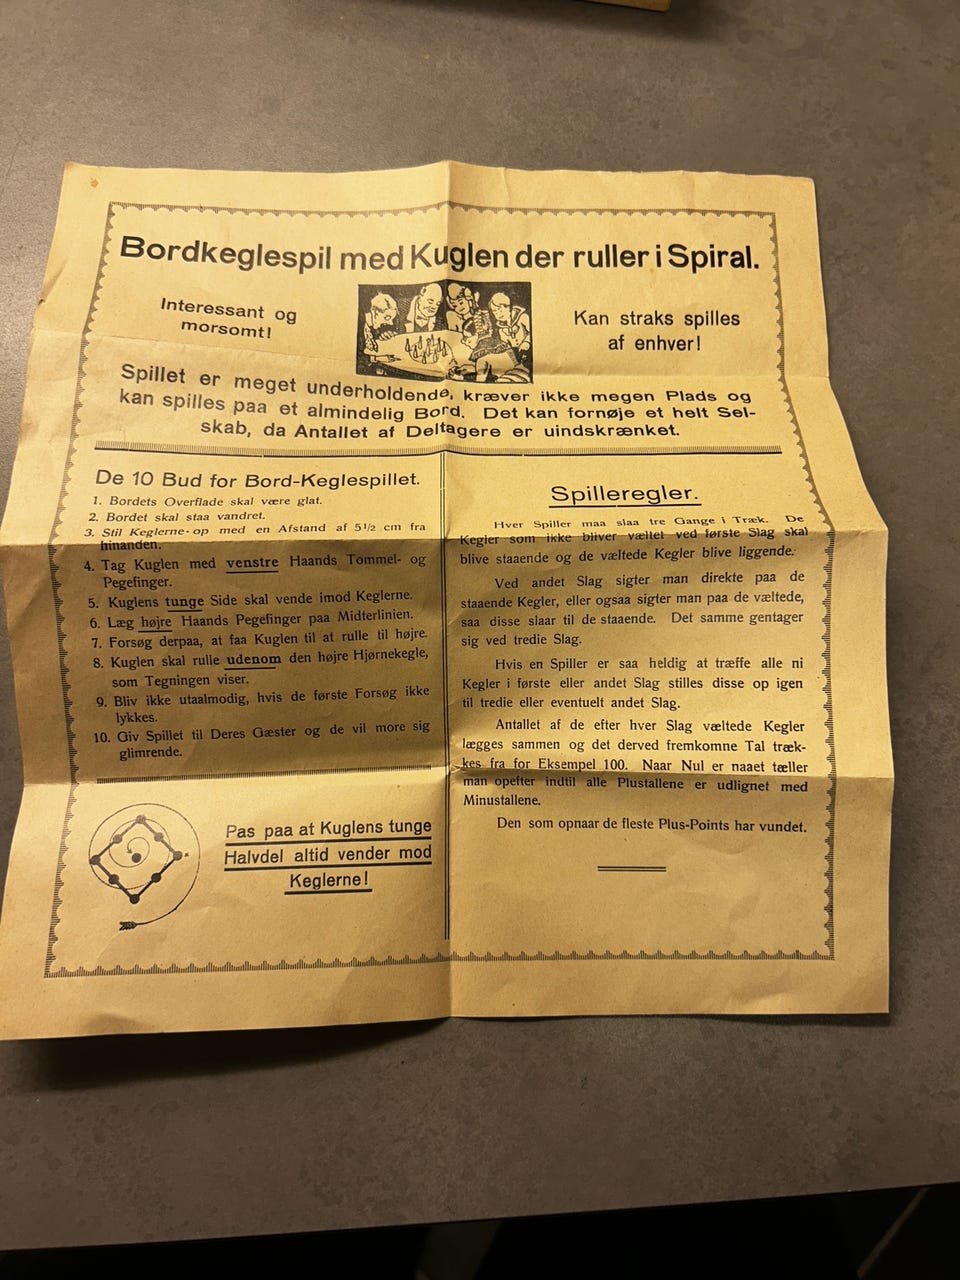 Bordkeglespil med Kuglen der ruller i Spiral.
Interessant og
morsomt!
Kan straks spilles
af enhver!
Spillet er meget underholdende, kræver ikke megen Plads og
kan spilles paa et almindelig Bord. Det kan fornøje et helt Sel-
skab, da Antallet af Deltagere er uindskrænket.
De 10 Bud for Bord-Keglespillet.
1. Bordets Overflade skal være glat.
2. Bordet skal staa vandret.
3. Stil Keglerne op med en Afstand af 5 1/2 cm fra
hinanden.
4. Tag Kuglen med venstre Haands Tommel- og
Pegefinger.
5. Kuglens tunge Side skal vende imod Keglerne.
6. Læg højre Haands Pegefinger paa Midterlinien.
7. Forsøg derpaa, at faa Kuglen til at rulle til højre.
8. Kuglen skal rulle udenom den højre Hjørnekegle,
som Tegningen viser.
9. Bliv ikke utaalmodig, hvis de første Forsøg ikke
lykkes.
10. Giv Spillet til Deres Gæster og de vil more sig
glimrende.
Pas paa at Kuglens tunge
Halvdel altid vender mod
Keglerne!
Spilleregler.
Hver Spiller maa slaa tre Gange i Træk. De
Kegler som ikke bliver væltet ved første Slag skal
blive staaende og de væltede Kegler blive liggende.
Ved andet Slag sigter man direkte paa de
staaende Kegler, eller ogsaa sigter man paa de væltede,
saa disse slaar til de staaende. Det samme gentager
sig ved tredie Slag.
Hvis en Spiller er saa heldig at træffe alle ni
Kegler i første eller andet Slag stilles disse op igen
til tredie eller eventuelt andet Slag.
Antallet af de efter hver Slag væltede Kegler
lægges sammen og det derved fremkomne Tal træk-
kes fra for Eksempel 100. Naar Nul er naaet tæller
man opefter indtil alle Plustallene er udlignet med
Minustallene.
Den som opnaar de fleste Plus-Points har vundet.